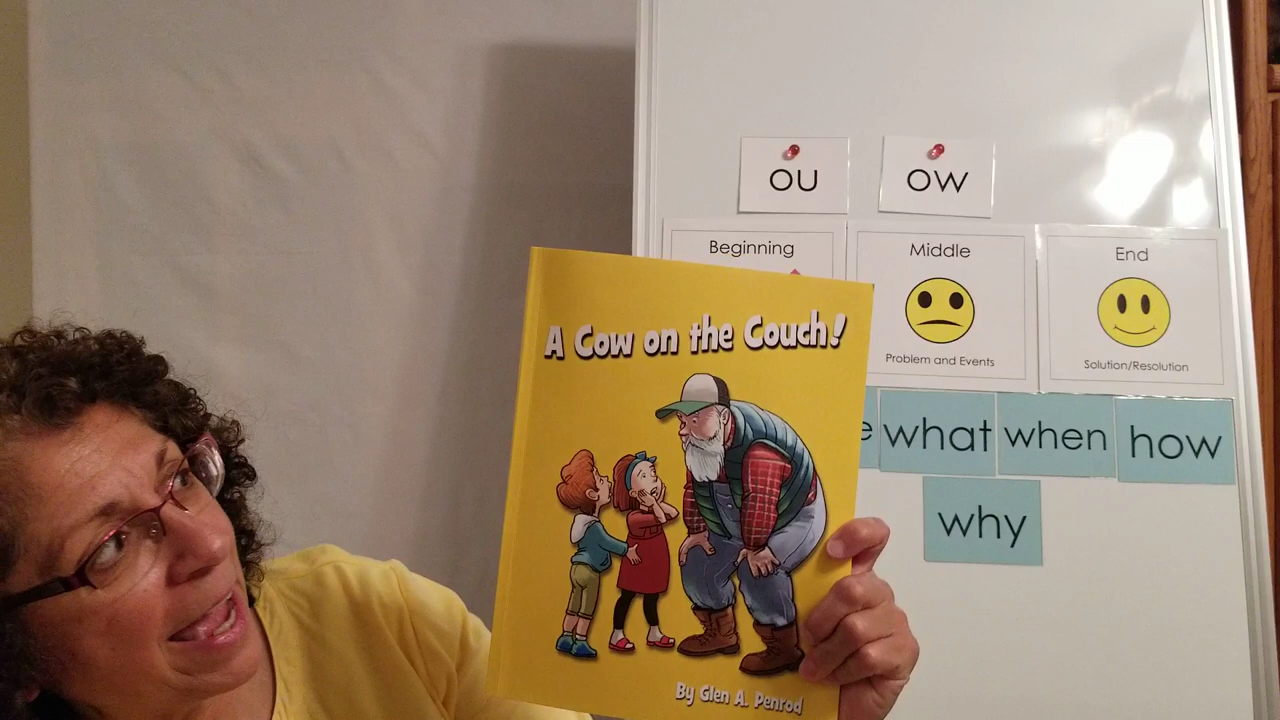 ou
ow
Beginning
Middle
End
Problem and Events
Solution/Resolution
what
when
how
why
A Cow on the Couch!
By Glen A. Penrod